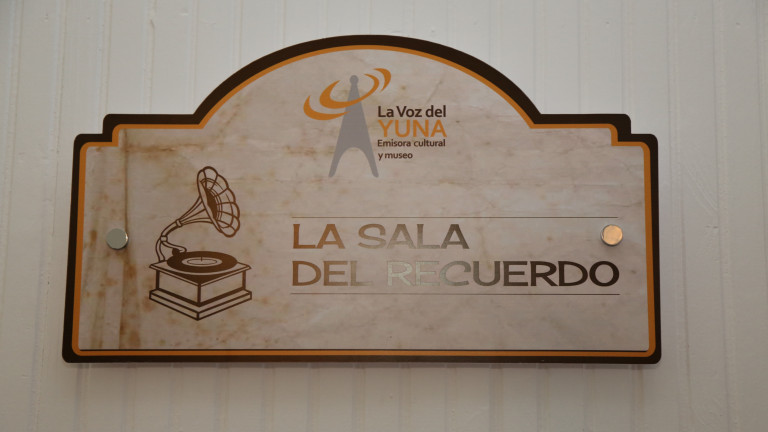 La Voz del
YUNA
Emisora cultural
y museo
LA SALA
DEL RECUERDO